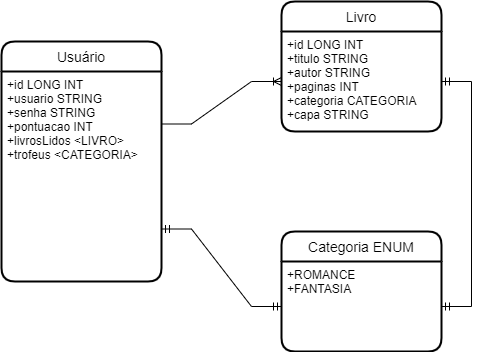 Usuário
+id LONG INT
+usuario STRING
+senha STRING
+pontuacao INT
+livrosLidos <LIVRO>
+trofeus <CATEGORIA>
Livro
+id LONG INT
+titulo STRING
+autor STRING
+paginas INT
+categoria CATEGORIA
+capa STRING
Categoria ENUM
+ROMANCE
+FANTASIA